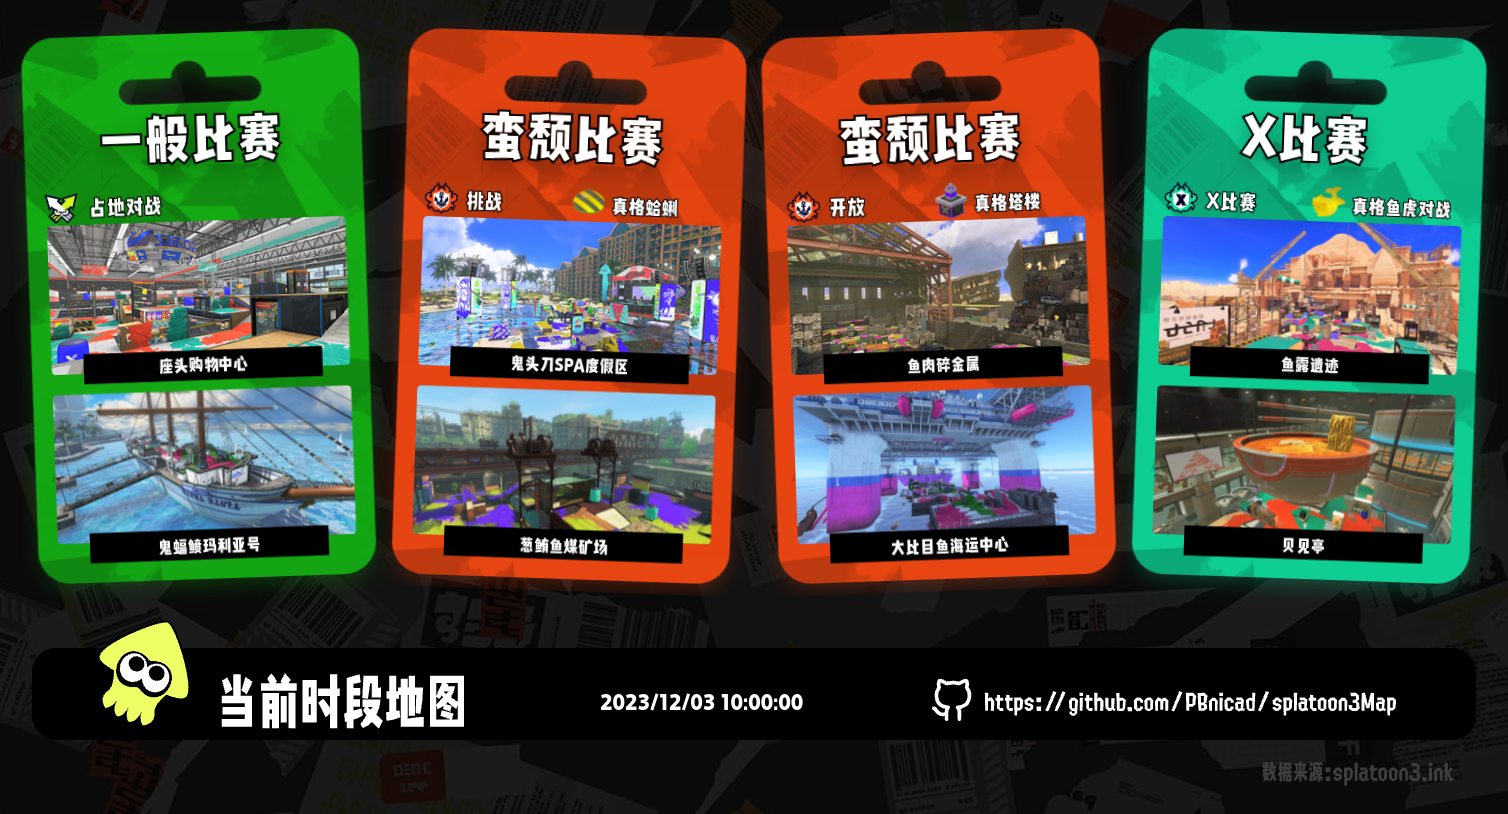 一般比赛
占地对战
座头购物中心
鬼蝠鲼玛利亚号
蛮颓比赛
挑战
真格蛤蜊
鬼头刀SPA度假区
葱鲔鱼煤矿场
蛮颓比赛
开放
真格塔楼
鱼肉碎金属
大比目鱼海运中心
X比赛
X比赛
真格鱼虎对战
鱼露遗迹
贝见亭
当前时段地图
2023/12/03 10:00:00
https://github.com/PBnicad/splatoon3Map
数据来源:splatoon3.ink